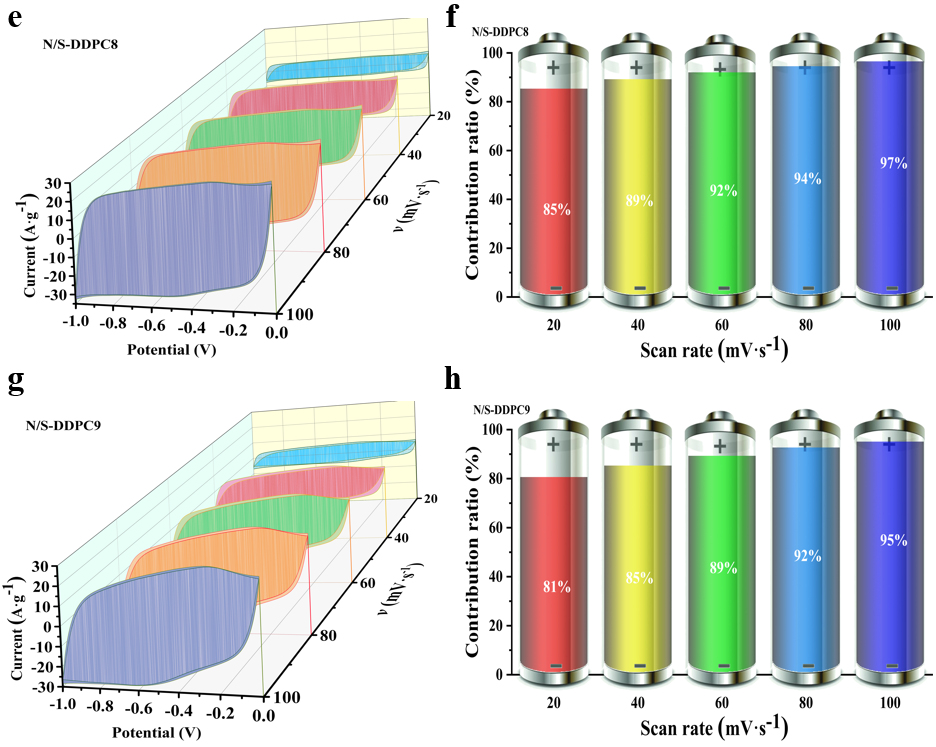 e
N/S-DDPC8
30
20
10
0
-10
-20
-30
Current (A·g⁻¹)
-1.0 -0.8 -0.6 -0.4 -0.2 0.0
Potential (V)
20
40
60
80
100
v (mV·s⁻¹)
f
N/S-DDPC8
100
80
60
40
20
0
Contribution ratio (%)
+ + + + +
85% 89% 92% 94% 97%
- - - - -
20 40 60 80 100
Scan rate (mV·s⁻¹)
g
N/S-DDPC9
30
20
10
0
-10
-20
-30
Current (A·g⁻¹)
-1.0 -0.8 -0.6 -0.4 -0.2 0.0
Potential (V)
20
40
60
80
100
v (mV·s⁻¹)
h
N/S-DDPC9
100
80
60
40
20
0
Contribution ratio (%)
+ + + + +
81% 85% 89% 92% 95%
- - - - -
20 40 60 80 100
Scan rate (mV·s⁻¹)